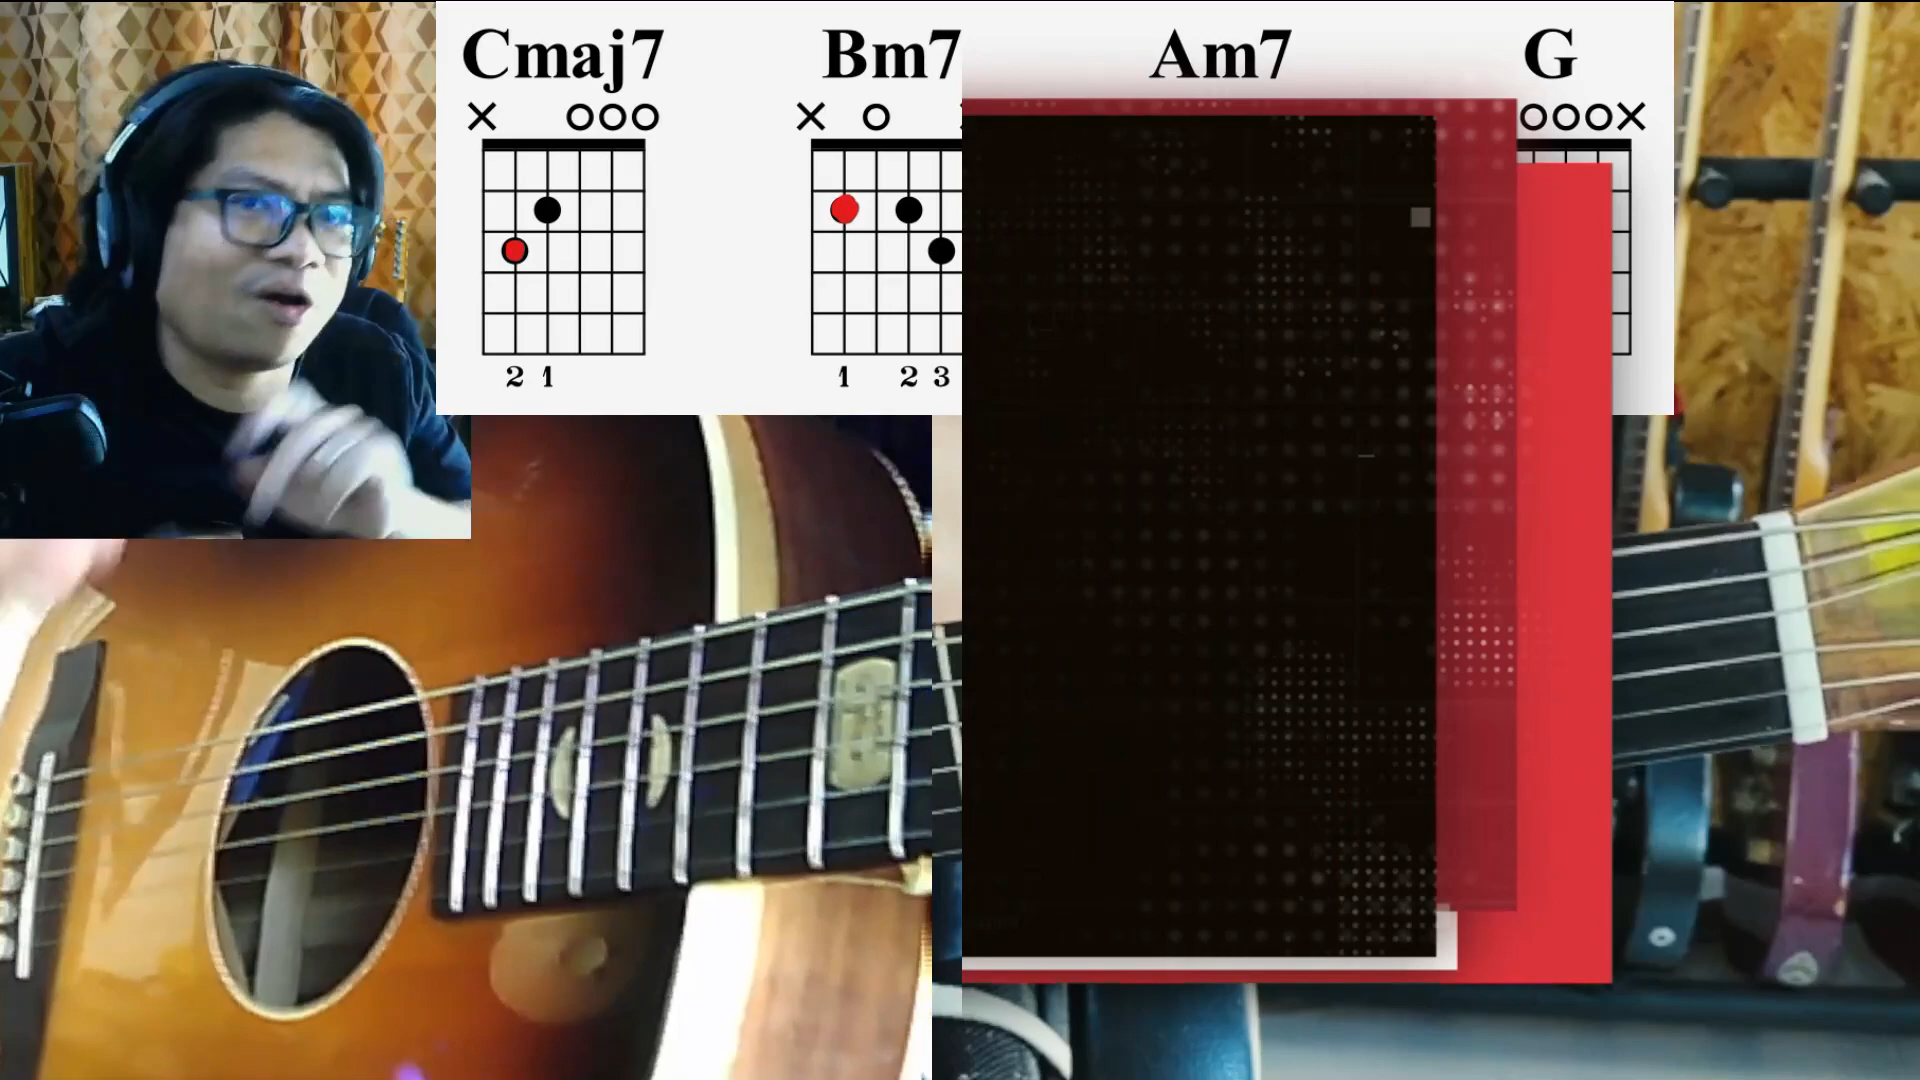 Cmaj7 Bm7 Am7 G
× ○○○ × ○ ○○○×
2 1 1 2 3